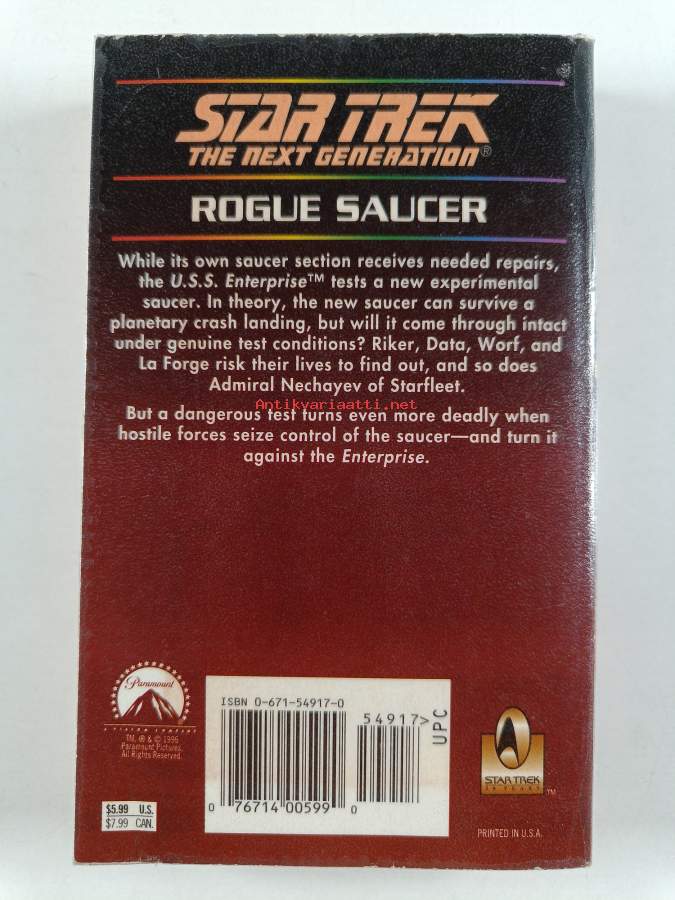 STAR TREK
THE NEXT GENERATION®
ROGUE SAUCER
While its own saucer section receives needed repairs,
the U.S.S. Enterprise™ tests a new experimental
saucer. In theory, the new saucer can survive a
planetary crash landing, but will it come through intact
under genuine test conditions? Riker, Data, Worf, and
La Forge risk their lives to find out, and so does
Admiral Nechayev of Starfleet.
Antikvariaatti.net
But a dangerous test turns even more deadly when
hostile forces seize control of the saucer—and turn it
against the Enterprise.
Paramount
TM, ® & © 1996
Paramount Pictures.
All Rights Reserved.
$5.99 U.S.
$7.99 CAN.
ISBN 0-671-54917-0
54917>
UPC
0 76714 00599 0
STAR TREK
30 YEARS
™
PRINTED IN U.S.A.